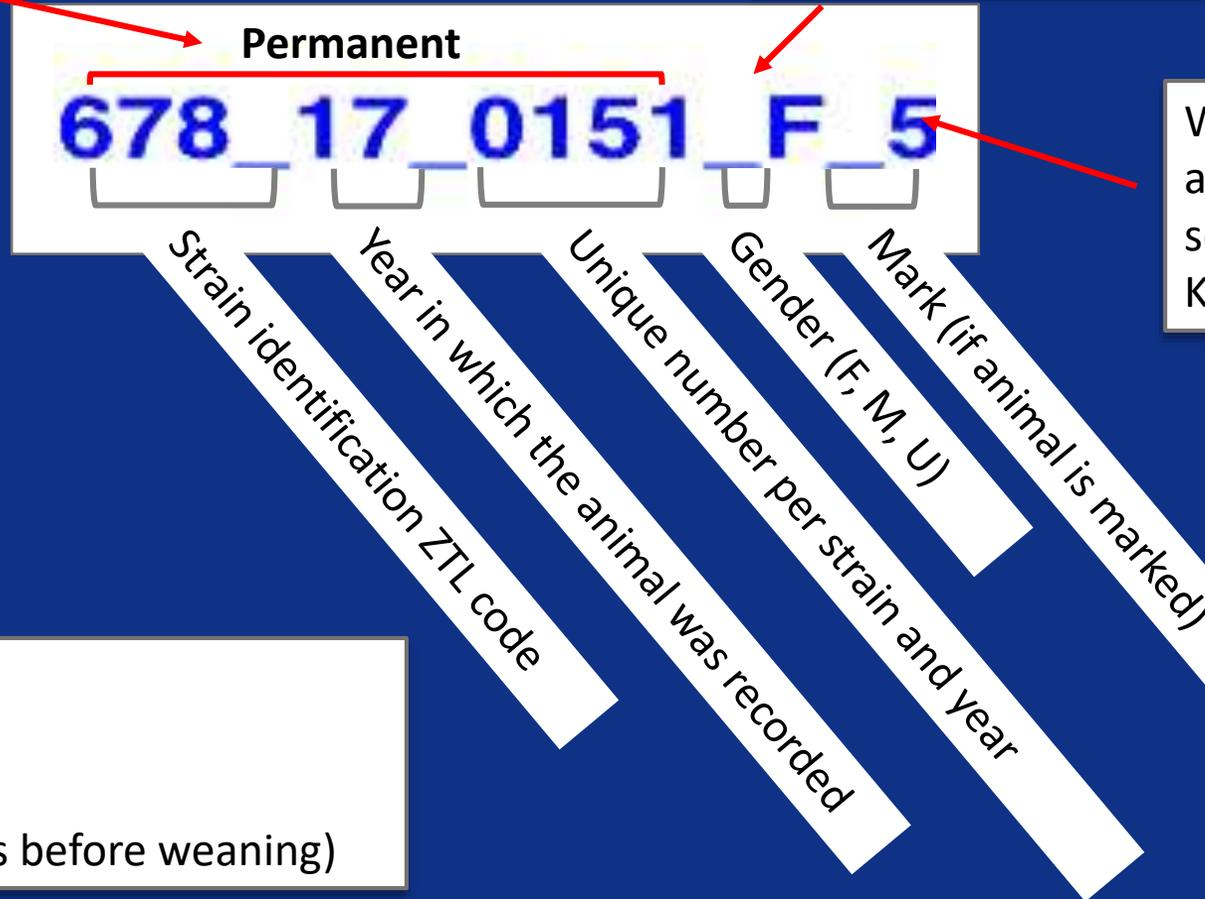 Permanent
678_17_01511_F_5
Strain identification ZTL code
Year in which the animal was recorded
Unique number per strain and year
Gender (F, M, U)
Mark (if animal is marked)
before weaning)